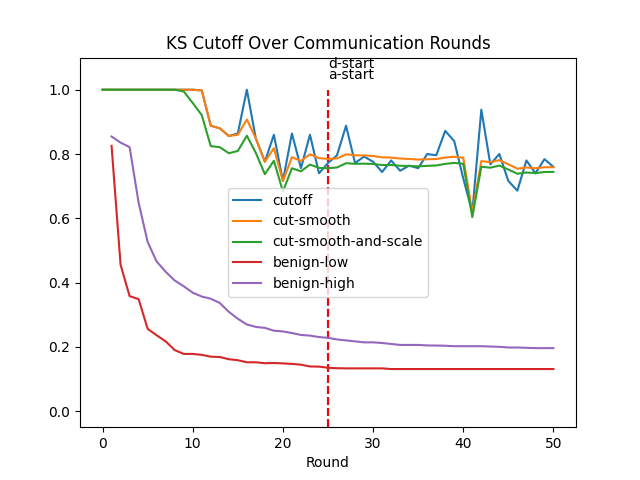 KS Cutoff Over Communication Rounds
d-start
a-start
1.0
0.8
0.6
0.4
0.2
0.0
cutoff
cut-smooth
cut-smooth-and-scale
benign-low
benign-high
0 10 20 30 40 50
Round